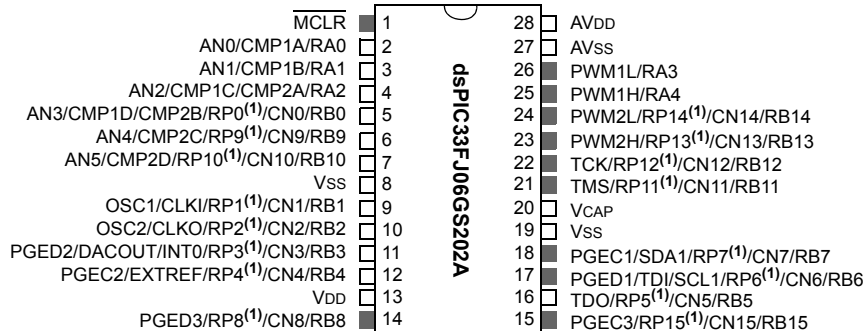 MCLR 1
AN0/CMP1A/RA0 2
AN1/CMP1B/RA1 3
AN2/CMP1C/CMP2A/RA2 4
AN3/CMP1D/CMP2B/RP0(1)/CN0/RB0 5
AN4/CMP2C/RP9(1)/CN9/RB9 6
AN5/CMP2D/RP10(1)/CN10/RB10 7
VSS 8
OSC1/CLKI/RP1(1)/CN1/RB1 9
OSC2/CLKO/RP2(1)/CN2/RB2 10
PGED2/DACOUT/INT0/RP3(1)/CN3/RB3 11
PGEC2/EXTREF/RP4(1)/CN4/RB4 12
VDD 13
PGED3/RP8(1)/CN8/RB8 14
dsPIC33FJ06GS202A
28 AVDD
27 AVSS
26 PWM1L/RA3
25 PWM1H/RA4
24 PWM2L/RP14(1)/CN14/RB14
23 PWM2H/RP13(1)/CN13/RB13
22 TCK/RP12(1)/CN12/RB12
21 TMS/RP11(1)/CN11/RB11
20 VCAP
19 VSS
18 PGEC1/SDA1/RP7(1)/CN7/RB7
17 PGED1/TDI/SCL1/RP6(1)/CN6/RB6
16 TDO/RP5(1)/CN5/RB5
15 PGEC3/RP15(1)/CN15/RB15